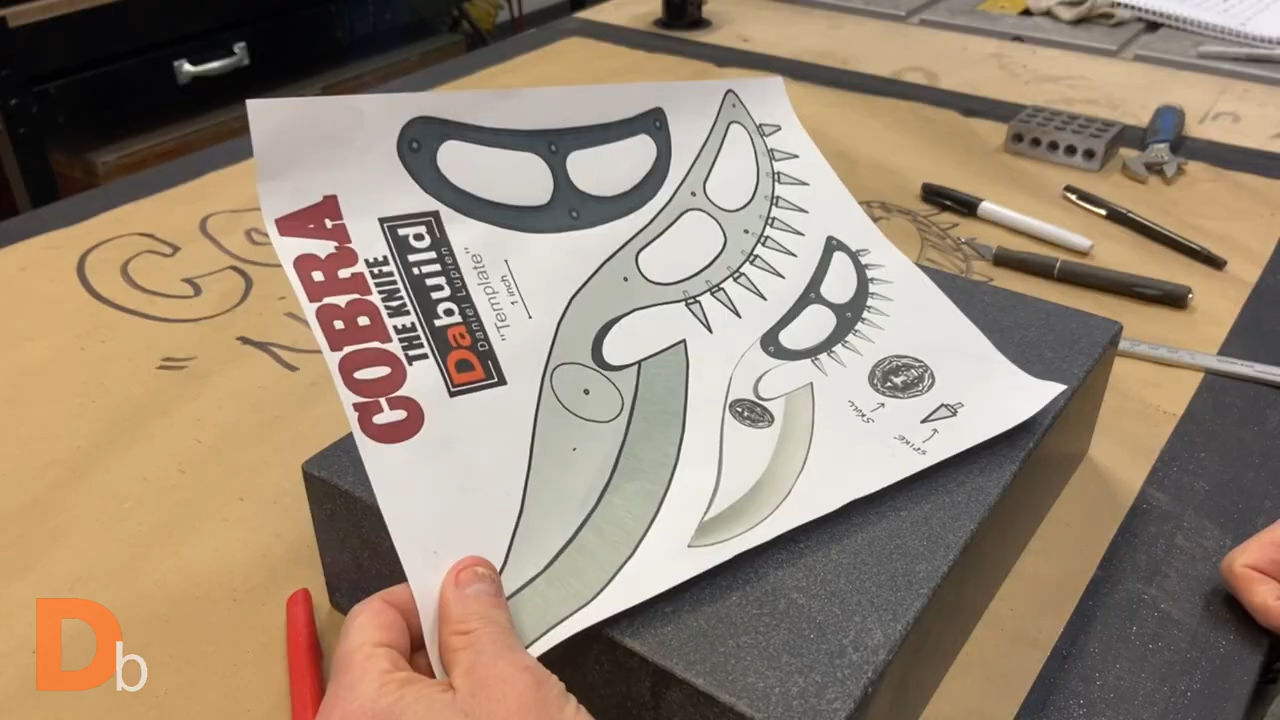 COBRA
THE KNIFE
Dabuild
Daniel Lupien
"Template"
1 inch
SKULL
SPIKE
Db